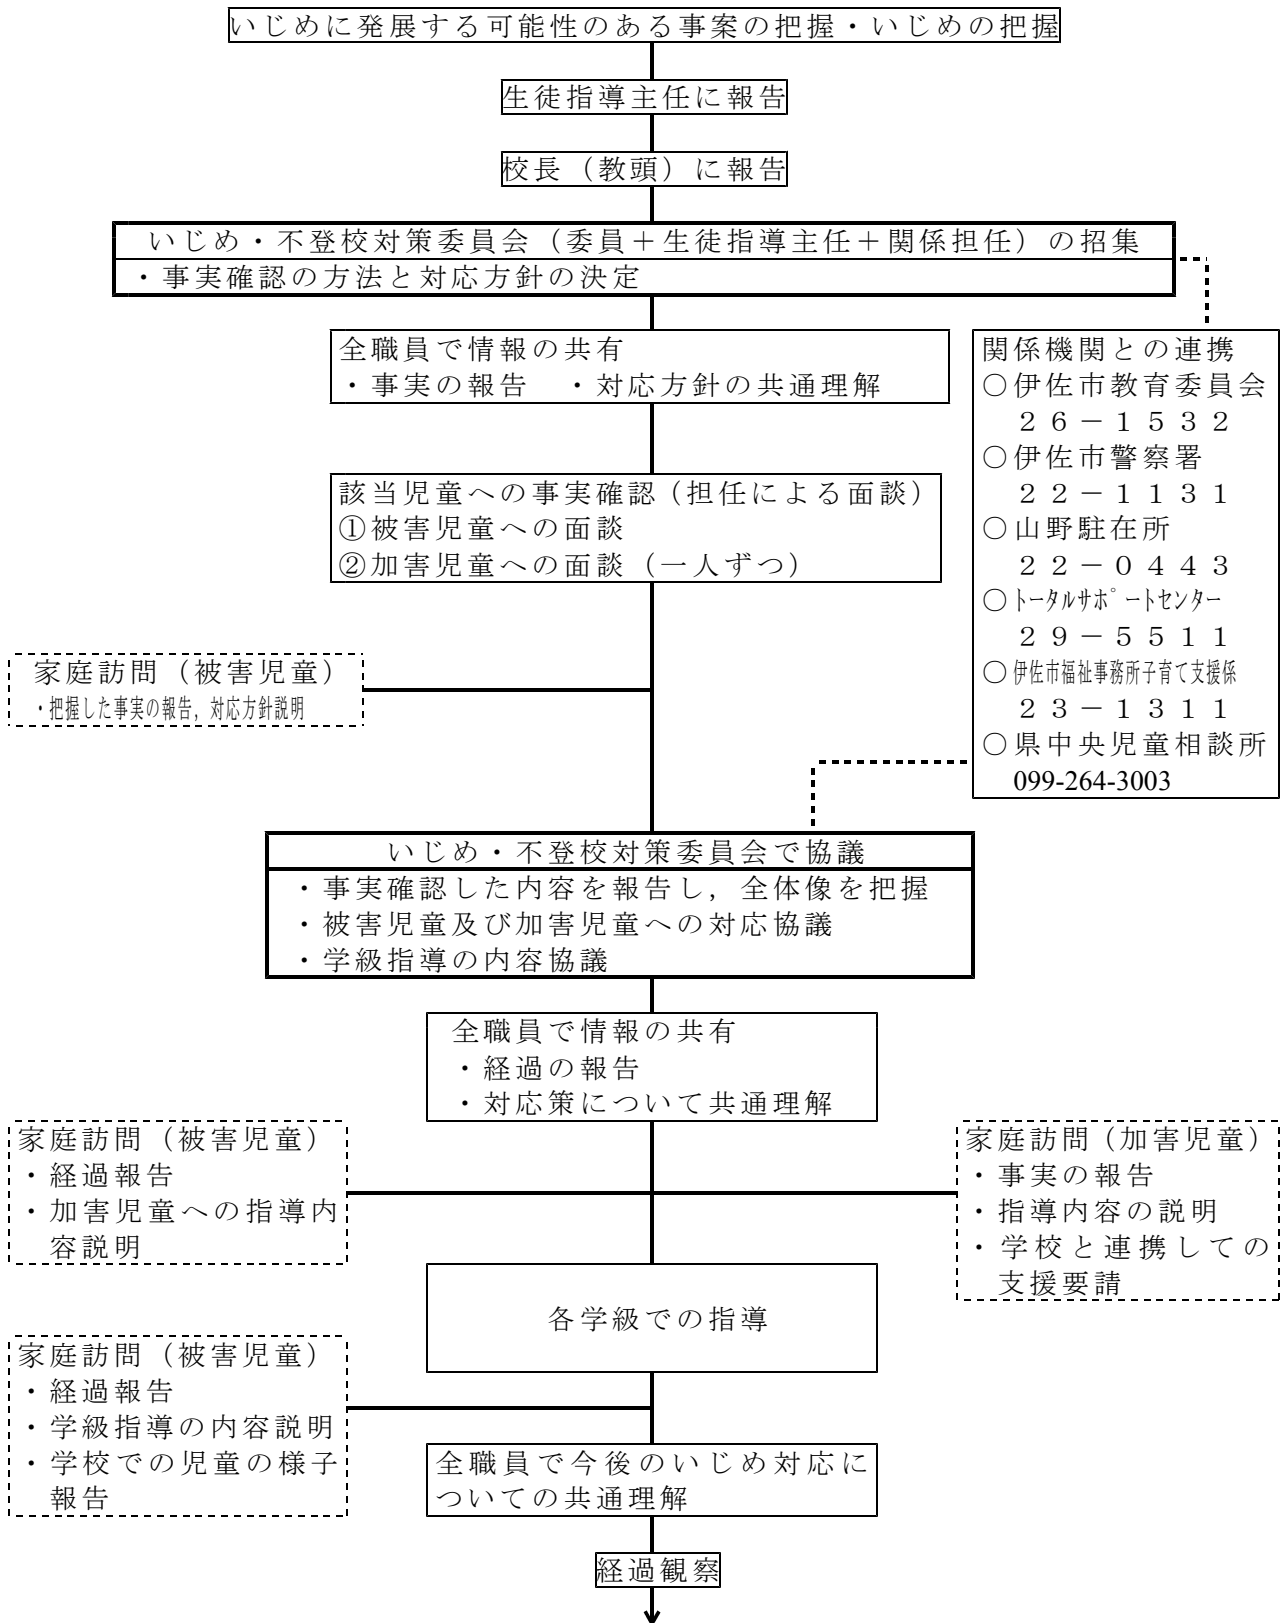 いじめに発展する可能性のある事案の把握・いじめの把握
生徒指導主任に報告
校長（教頭）に報告
いじめ・不登校対策委員会（委員＋生徒指導主任＋関係担任）の招集
・事実確認の方法と対応方針の決定
全職員で情報の共有
・事実の報告　・対応方針の共通理解
関係機関との連携
○伊佐市教育委員会
２６－１５３２
○伊佐市警察署
２２－１１３１
○山野駐在所
２２－０４４３
○ﾄｰﾀﾙｻﾎﾟｰﾄｾﾝﾀｰ
２９－５５１１
○伊佐市福祉事務所子育て支援係
２３－１３１１
○県中央児童相談所
099-264-3003
該当児童への事実確認（担任による面談）
①被害児童への面談
②加害児童への面談（一人ずつ）
家庭訪問（被害児童）
・把握した事実の報告，対応方針説明
いじめ・不登校対策委員会で協議
・事実確認した内容を報告し，全体像を把握
・被害児童及び加害児童への対応協議
・学級指導の内容協議
全職員で情報の共有
・経過の報告
・対応策について共通理解
家庭訪問（被害児童）
・経過報告
・加害児童への指導内
容説明
家庭訪問（加害児童）
・事実の報告
・指導内容の説明
・学校と連携しての
支援要請
各学級での指導
家庭訪問（被害児童）
・経過報告
・学級指導の内容説明
・学校での児童の様子
報告
全職員で今後のいじめ対応に
ついての共通理解
経過観察